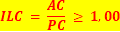 ILC = AC/PC ≥ 1,00